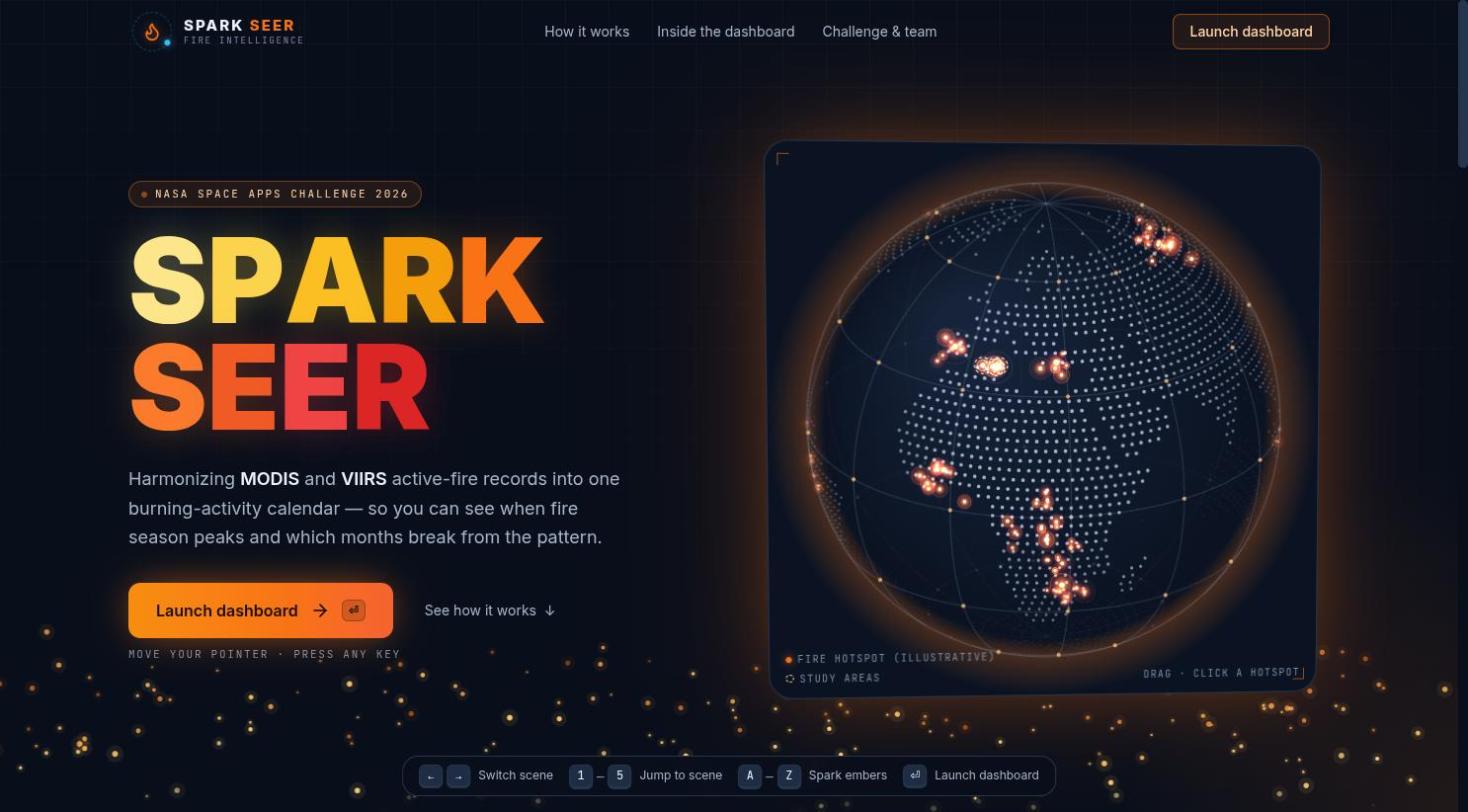 SPARK SEER
FIRE INTELLIGENCE
How it works
Inside the dashboard
Challenge & team
Launch dashboard
NASA SPACE APPS CHALLENGE 2026
SPARK
SEER
Harmonizing MODIS and VIIRS active-fire records into one
burning-activity calendar — so you can see when fire
season peaks and which months break from the pattern.
Launch dashboard → ⏎
See how it works ↓
MOVE YOUR POINTER · PRESS ANY KEY
FIRE HOTSPOT (ILLUSTRATIVE)
STUDY AREAS
DRAG · CLICK A HOTSPOT
← → Switch scene 1 – 5 Jump to scene A – Z Spark embers ⏎ Launch dashboard